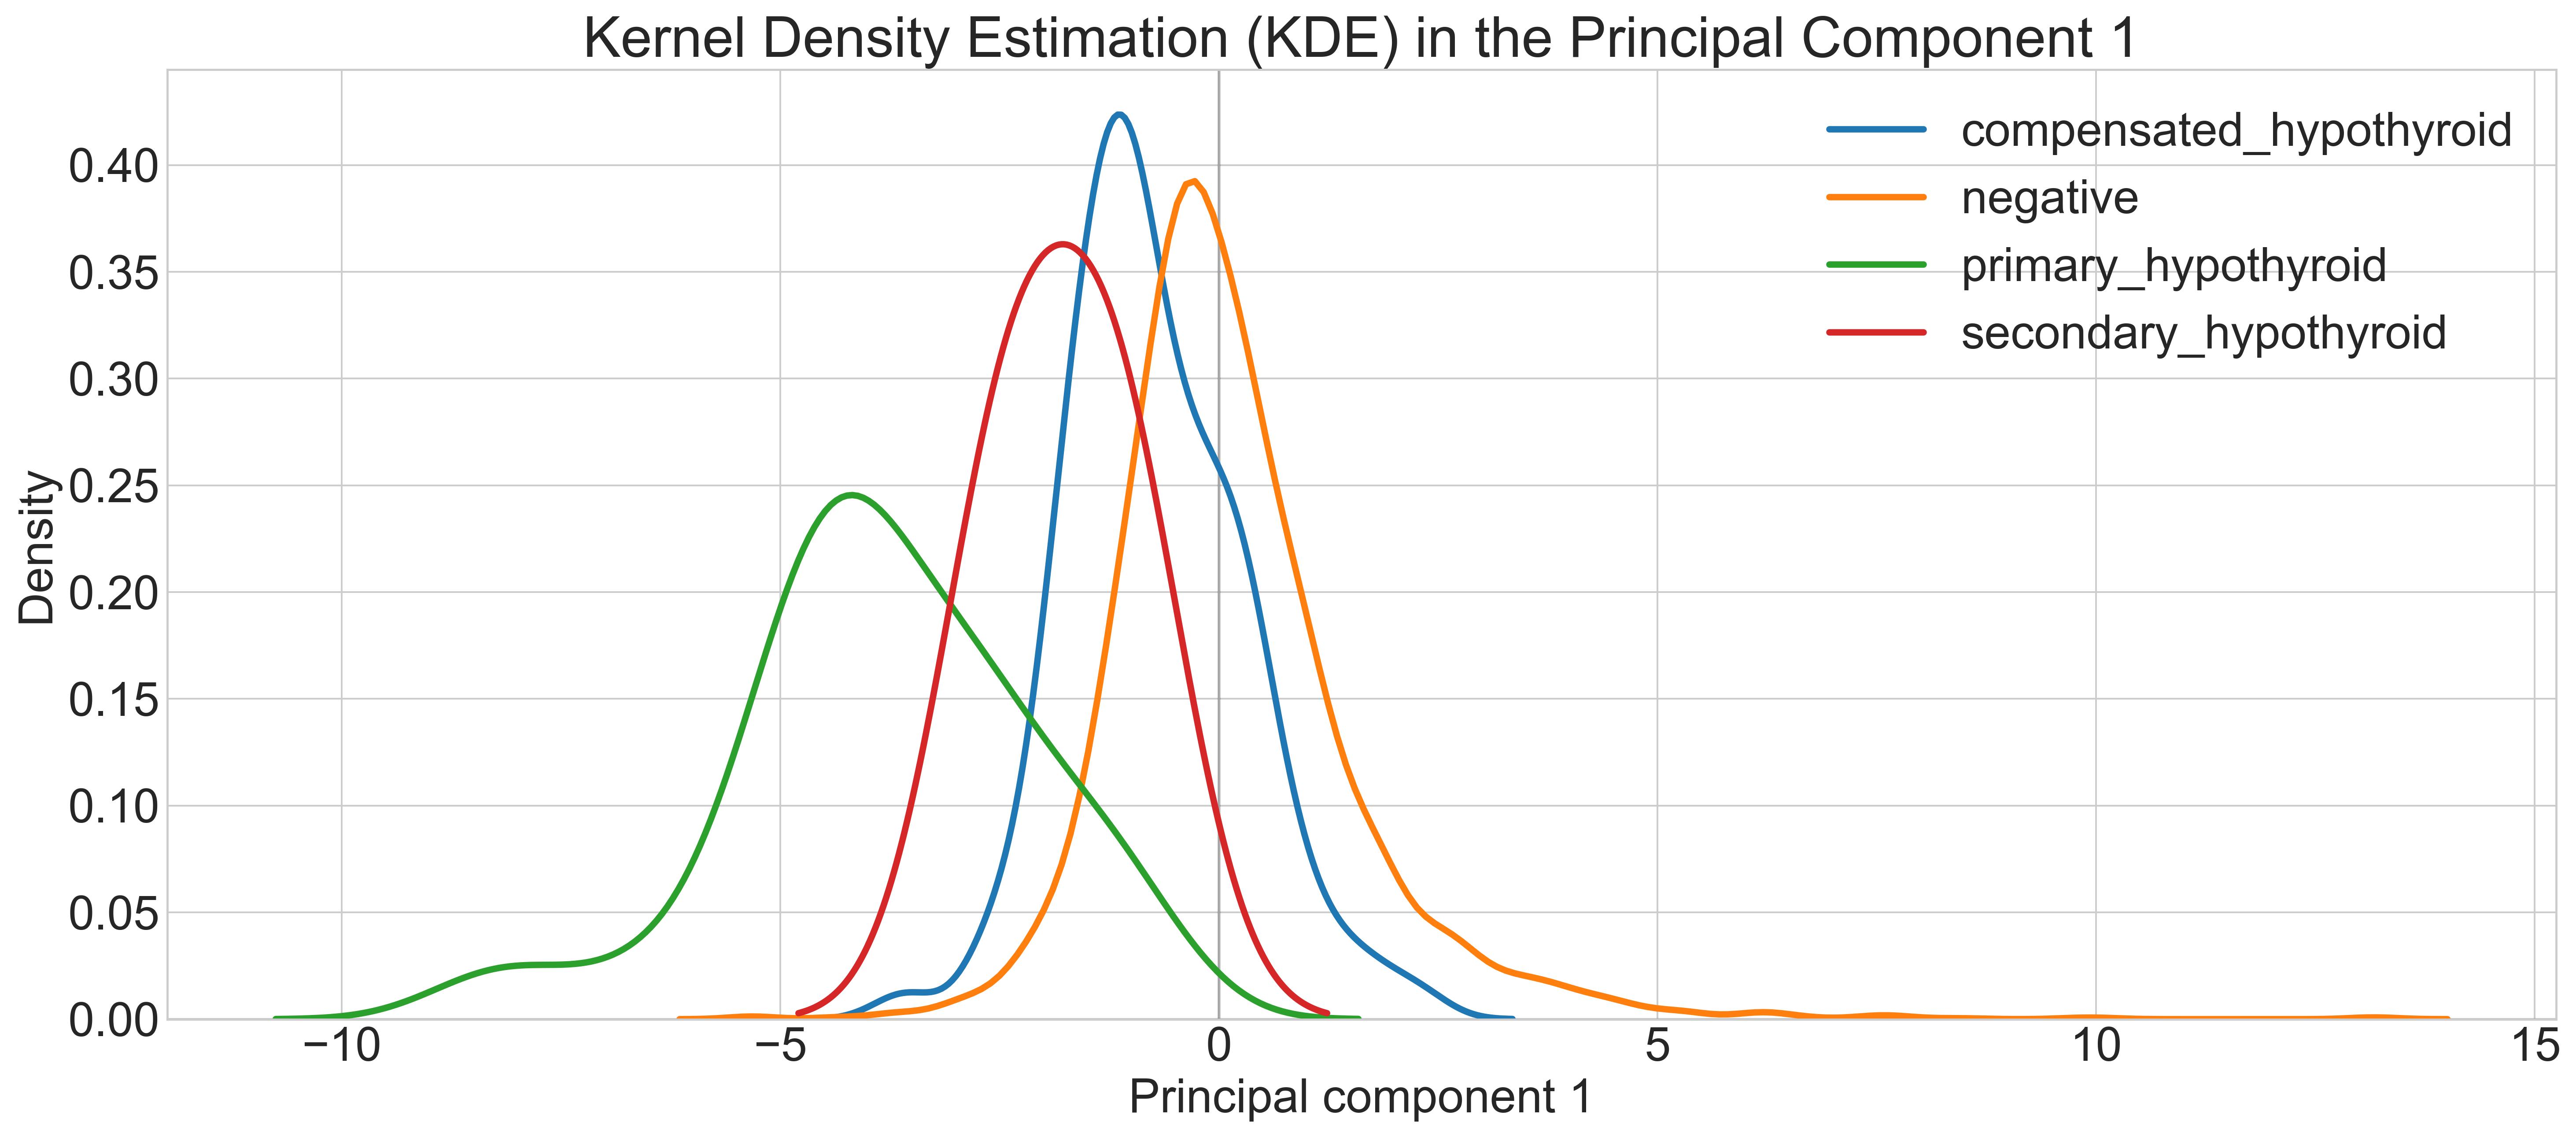 Kernel Density Estimation (KDE) in the Principal Component 1
compensated_hypothyroid
negative
primary_hypothyroid
secondary_hypothyroid
Density
0.40
0.35
0.30
0.25
0.20
0.15
0.10
0.05
0.00
−10 −5 0 5 10 15
Principal component 1